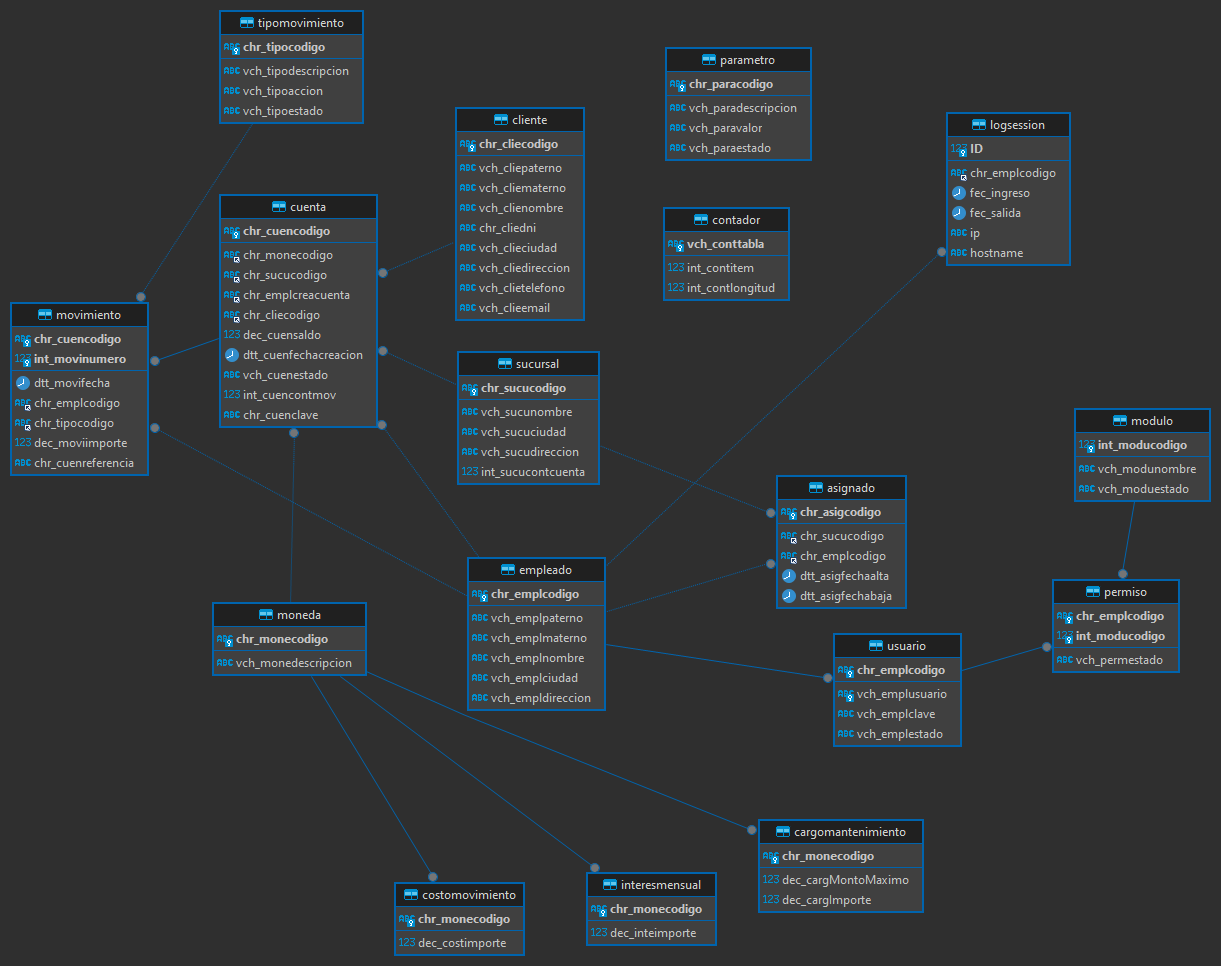 tipomovimiento
chr_tipocodigo
vch_tipodescripcion
vch_tipoaccion
vch_tipoestado
parametro
chr_paracodigo
vch_paradescripcion
vch_paravalor
vch_paraestado
cliente
chr_cliecodigo
vch_cliepaterno
vch_cliematerno
vch_clienombre
chr_cliedni
vch_clieciudad
vch_cliedireccion
vch_clietelefono
vch_clieemail
logsession
ID
chr_emplcodigo
fec_ingreso
fec_salida
ip
hostname
cuenta
chr_cuencodigo
chr_monecodigo
chr_sucucodigo
chr_emplcreacuenta
chr_cliecodigo
dec_cuensaldo
dtt_cuenfechacreacion
vch_cuenestado
int_cuencontmov
chr_cuenclave
contador
vch_conttabla
int_contitem
int_contlongitud
movimiento
chr_cuencodigo
int_movinumero
dtt_movifecha
chr_emplcodigo
chr_tipocodigo
dec_moviimporte
chr_cuenreferencia
sucursal
chr_sucucodigo
vch_sucunombre
vch_sucuciudad
vch_sucudireccion
int_sucucontcuenta
modulo
int_moducodigo
vch_modunombre
vch_moduestado
asignado
chr_asigcodigo
chr_sucucodigo
chr_emplcodigo
dtt_asigfechaalta
dtt_asigfechabaja
empleado
chr_emplcodigo
vch_emplpaterno
vch_emplmaterno
vch_emplnombre
vch_emplciudad
vch_empldireccion
permiso
chr_emplcodigo
int_moducodigo
vch_permestado
moneda
chr_monecodigo
vch_monedescripcion
usuario
chr_emplcodigo
vch_emplusuario
vch_emplclave
vch_emplestado
cargomantenimiento
chr_monecodigo
dec_cargMontoMaximo
dec_cargImporte
costomovimiento
chr_monecodigo
dec_costimporte
interesmensual
chr_monecodigo
dec_inteimporte